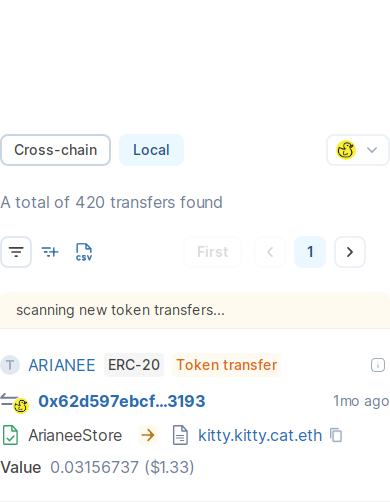 Cross-chain Local
A total of 420 transfers found
CSV First 1
scanning new token transfers...
T ARIANEE ERC-20 Token transfer
0x62d597ebcf...3193 1mo ago
ArianeeStore kitty.kitty.cat.eth
Value 0.03156737 ($1.33)